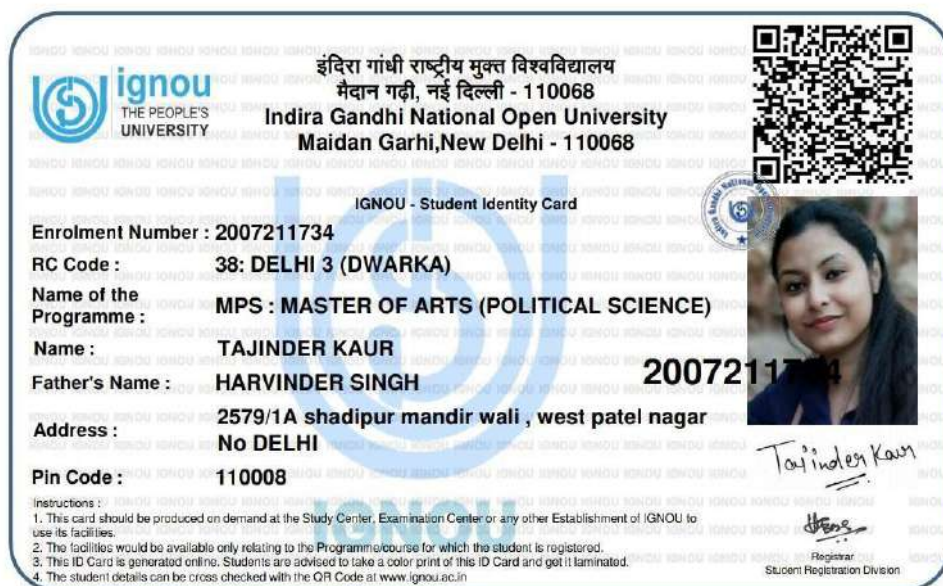 ignou
THE PEOPLE'S
UNIVERSITY
इंदिरा गांधी राष्ट्रीय मुक्त विश्वविद्यालय
मैदान गढ़ी, नई दिल्ली - 110068
Indira Gandhi National Open University
Maidan Garhi,New Delhi - 110068
IGNOU - Student Identity Card
Enrolment Number : 2007211734
RC Code : 38: DELHI 3 (DWARKA)
Name of the
Programme : MPS : MASTER OF ARTS (POLITICAL SCIENCE)
Name : TAJINDER KAUR
Father's Name : HARVINDER SINGH
2007211734
Address : 2579/1A shadipur mandir wali , west patel nagar
No DELHI
Pin Code : 110008
Tajinder Kaur
IGNOU
Instructions :
1. This card should be produced on demand at the Study Center, Examination Center or any other Establishment of IGNOU to
use its facilities.
2. The facilities would be available only relating to the Programme/course for which the student is registered.
3. This ID Card is generated online. Students are advised to take a color print of this ID Card and get it laminated.
4. The student details can be cross checked with the QR Code at www.ignou.ac.in
Registrar
Student Registration Division